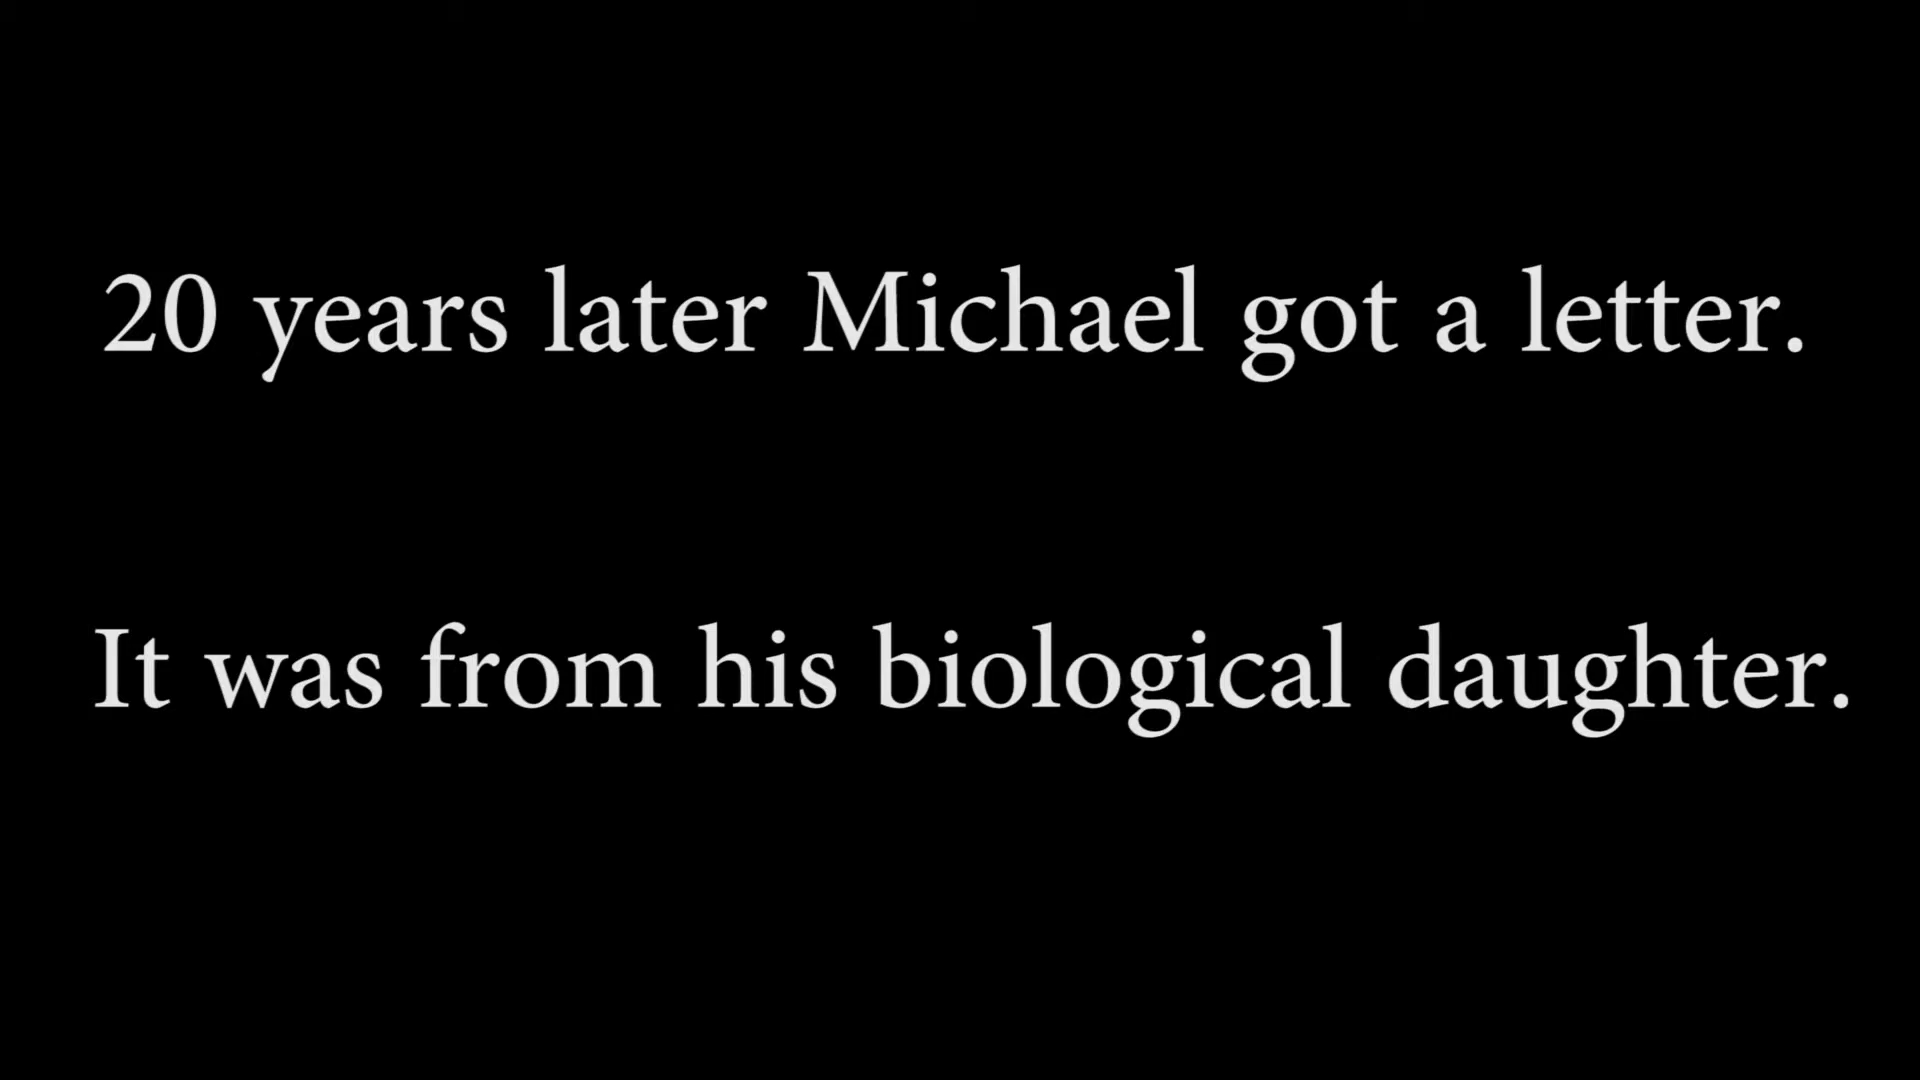 20 years later Michael got a letter.
It was from his biological daughter.